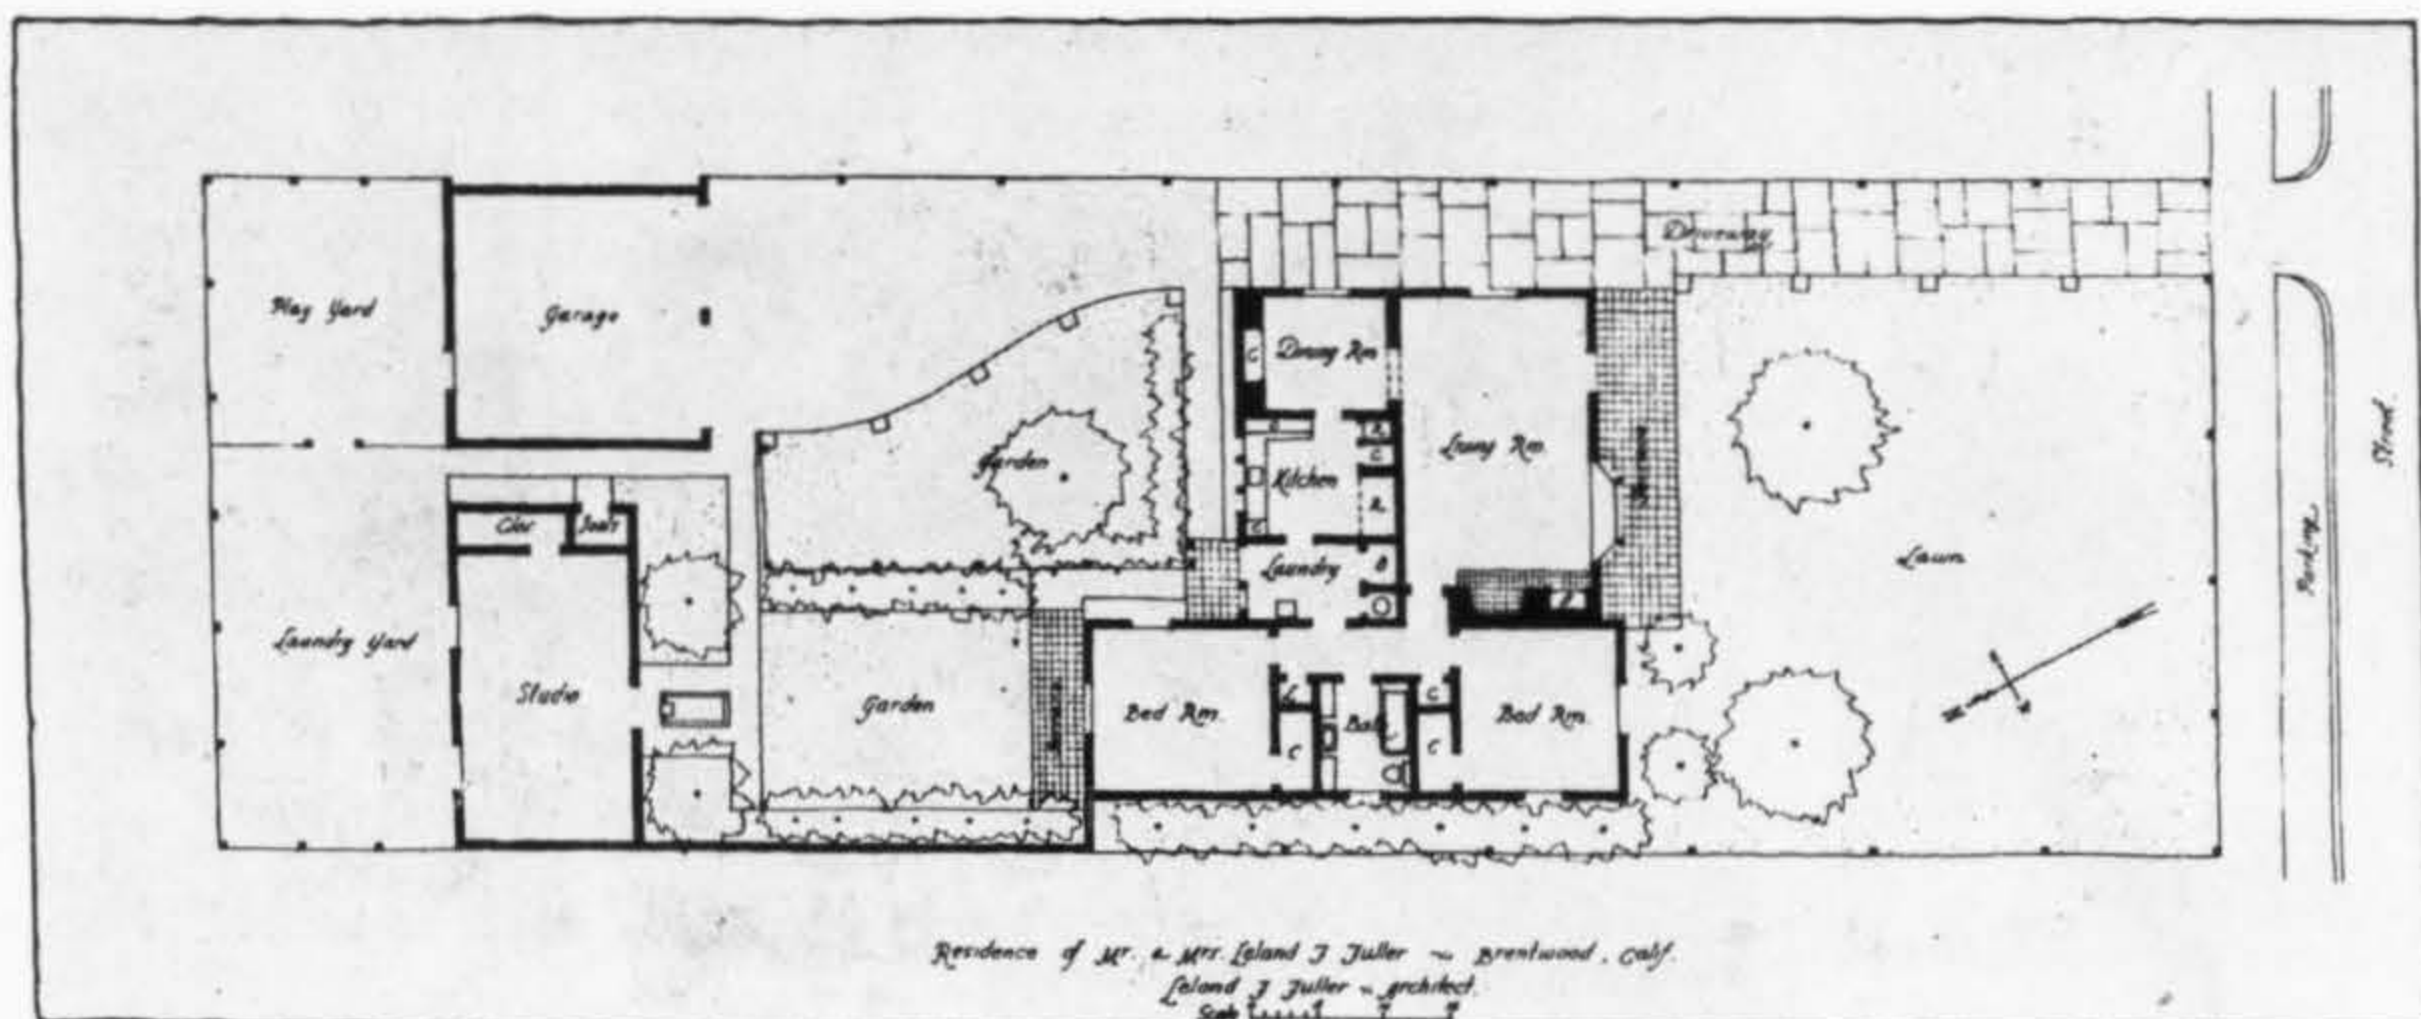 Driveway
Play Yard
Garage
Dining Rm
C
Living Rm.
Street.
Garden
C
Kitchen
R
C
Parking
Lawn
Laundry
Laundry Yard
Studio
Garden
Bed Rm.
C
C
Bath
C
C
Bed Rm.
Residence of Mr. & Mrs. Leland F Fuller ~ Brentwood, Calif.
Leland F Fuller ~ architect.
Scale